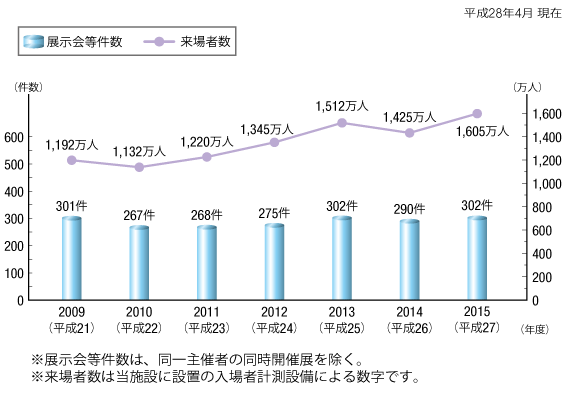 平成28年4月 現在
展示会等件数 来場者数
(件数) (万人)
1,600
1,512万人
1,425万人 1,605万人
600 1,192万人 1,132万人 1,220万人 1,345万人 1,400
500 1,200
400 1,000
300 301件 267件 268件 275件 302件 290件 302件 800
200 600
400
100 200
0 0
2009 2010 2011 2012 2013 2014 2015
(平成21) (平成22) (平成23) (平成24) (平成25) (平成26) (平成27) (年度)
※展示会等件数は、同一主催者の同時開催展を除く。
※来場者数は当施設に設置の入場者計測設備による数字です。